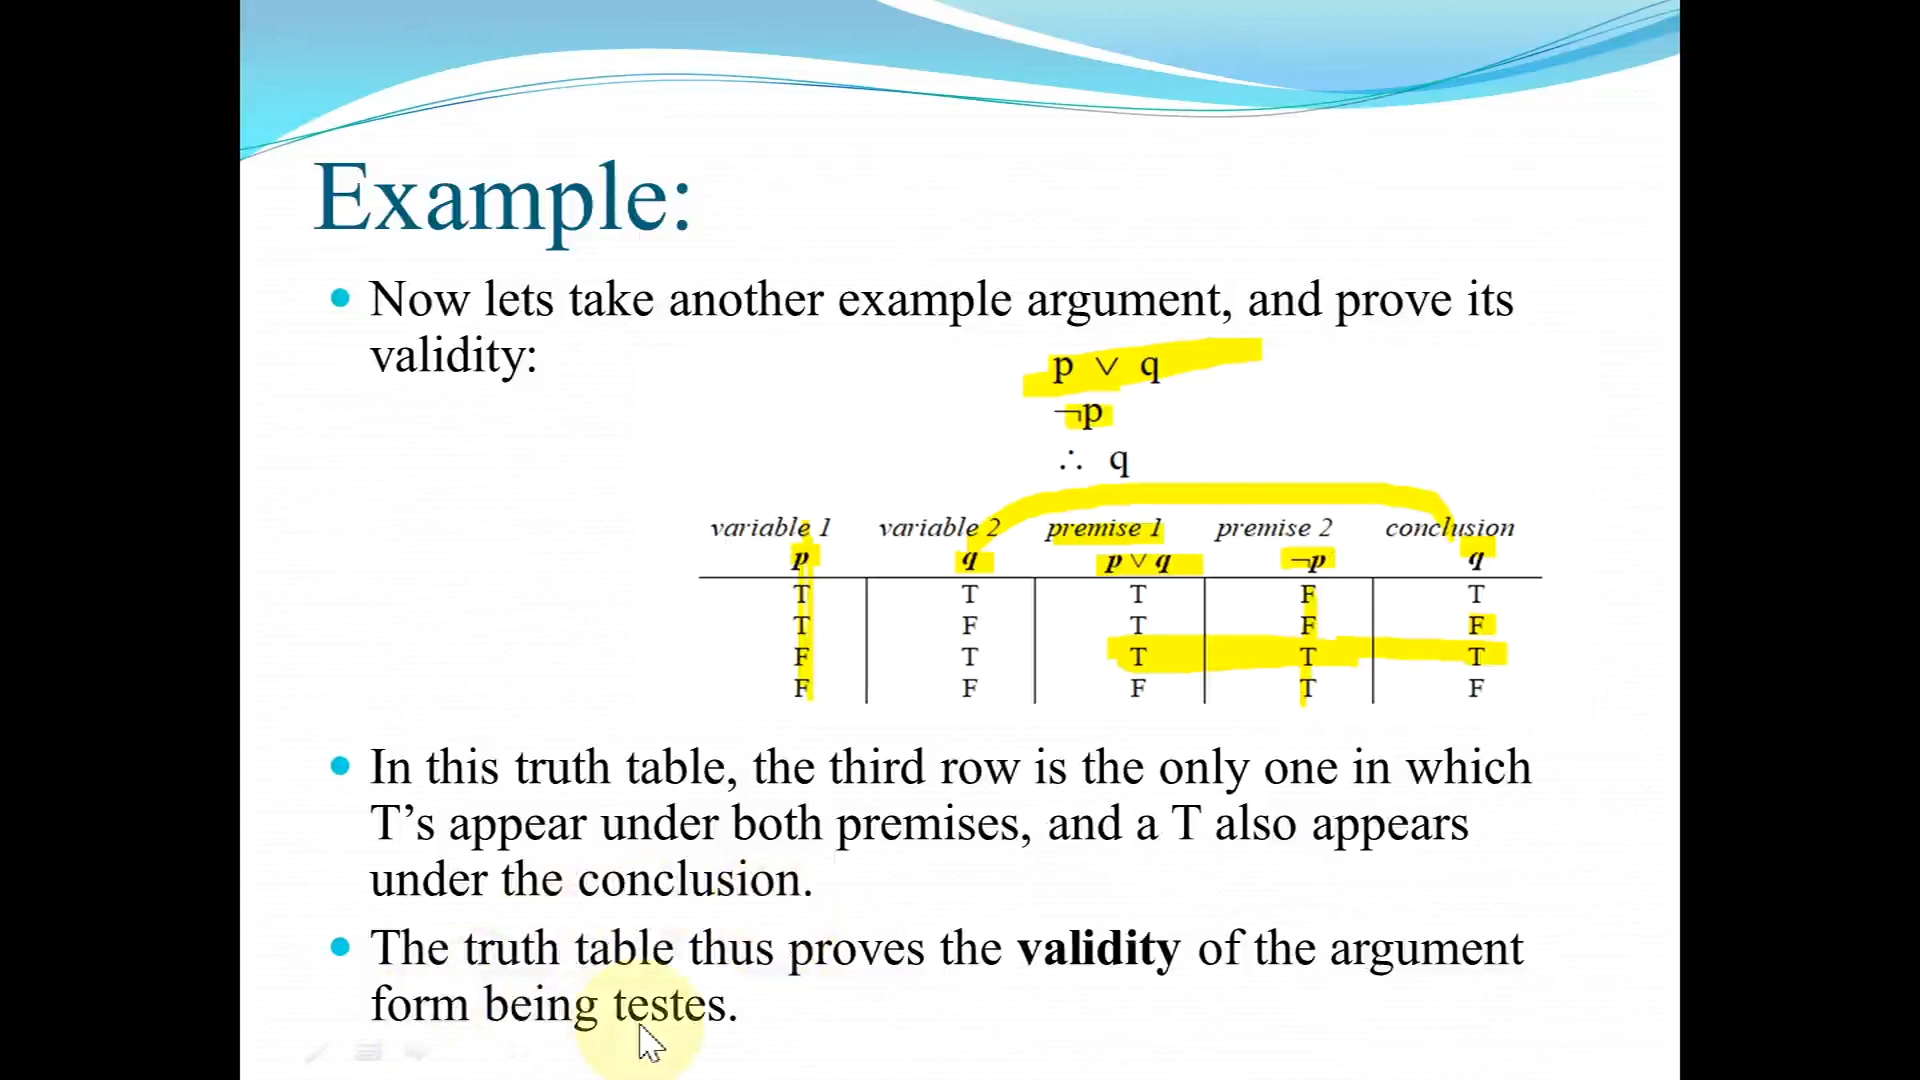 Example:
Now lets take another example argument, and prove its
validity:
p ∨ q
¬p
∴ q
variable 1 variable 2 premise 1 premise 2 conclusion
p q p ∨ q ¬p q
T T T F T
T F T F F
F T T T T
F F F T F
In this truth table, the third row is the only one in which
T’s appear under both premises, and a T also appears
under the conclusion.
The truth table thus proves the validity of the argument
form being testes.